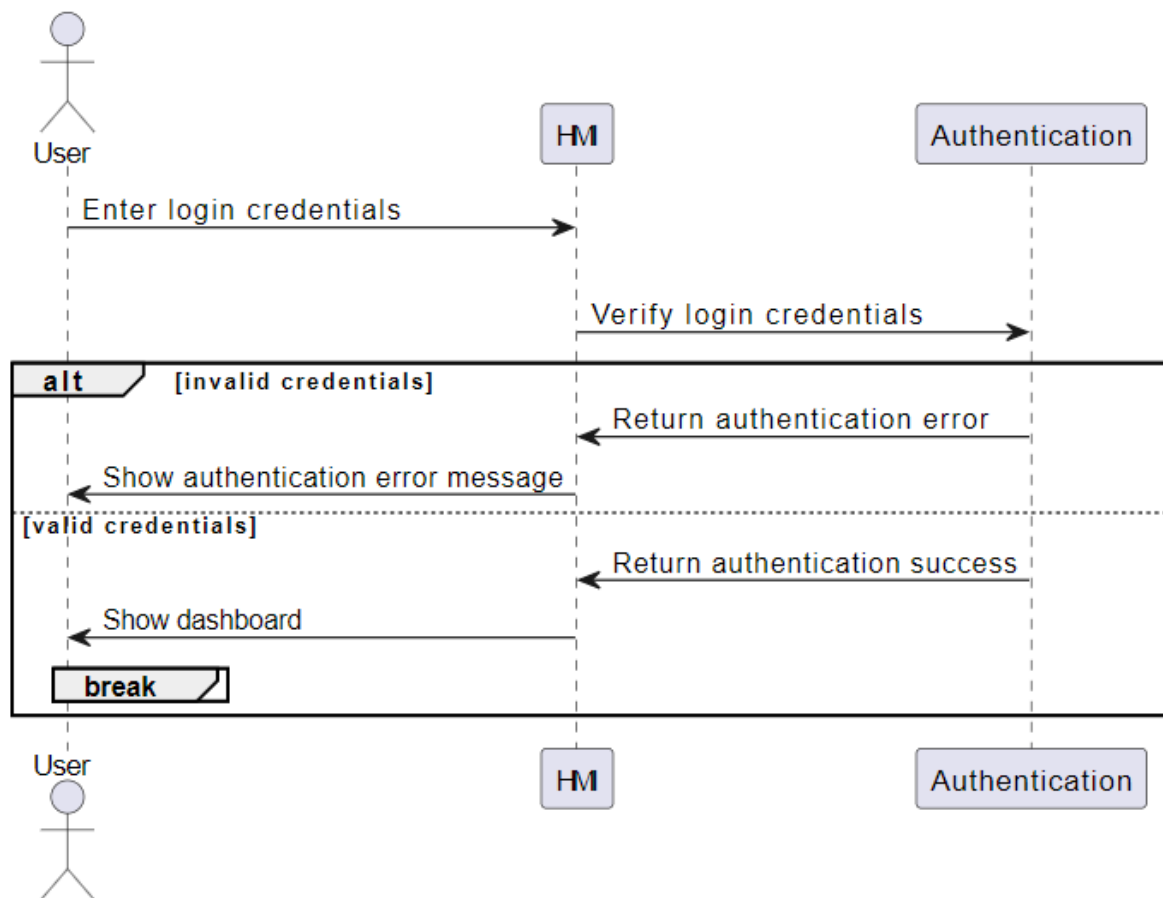 User
HMI
Authentication
Enter login credentials
Verify login credentials
alt [invalid credentials]
Return authentication error
Show authentication error message
[valid credentials]
Return authentication success
Show dashboard
break
User
HMI
Authentication